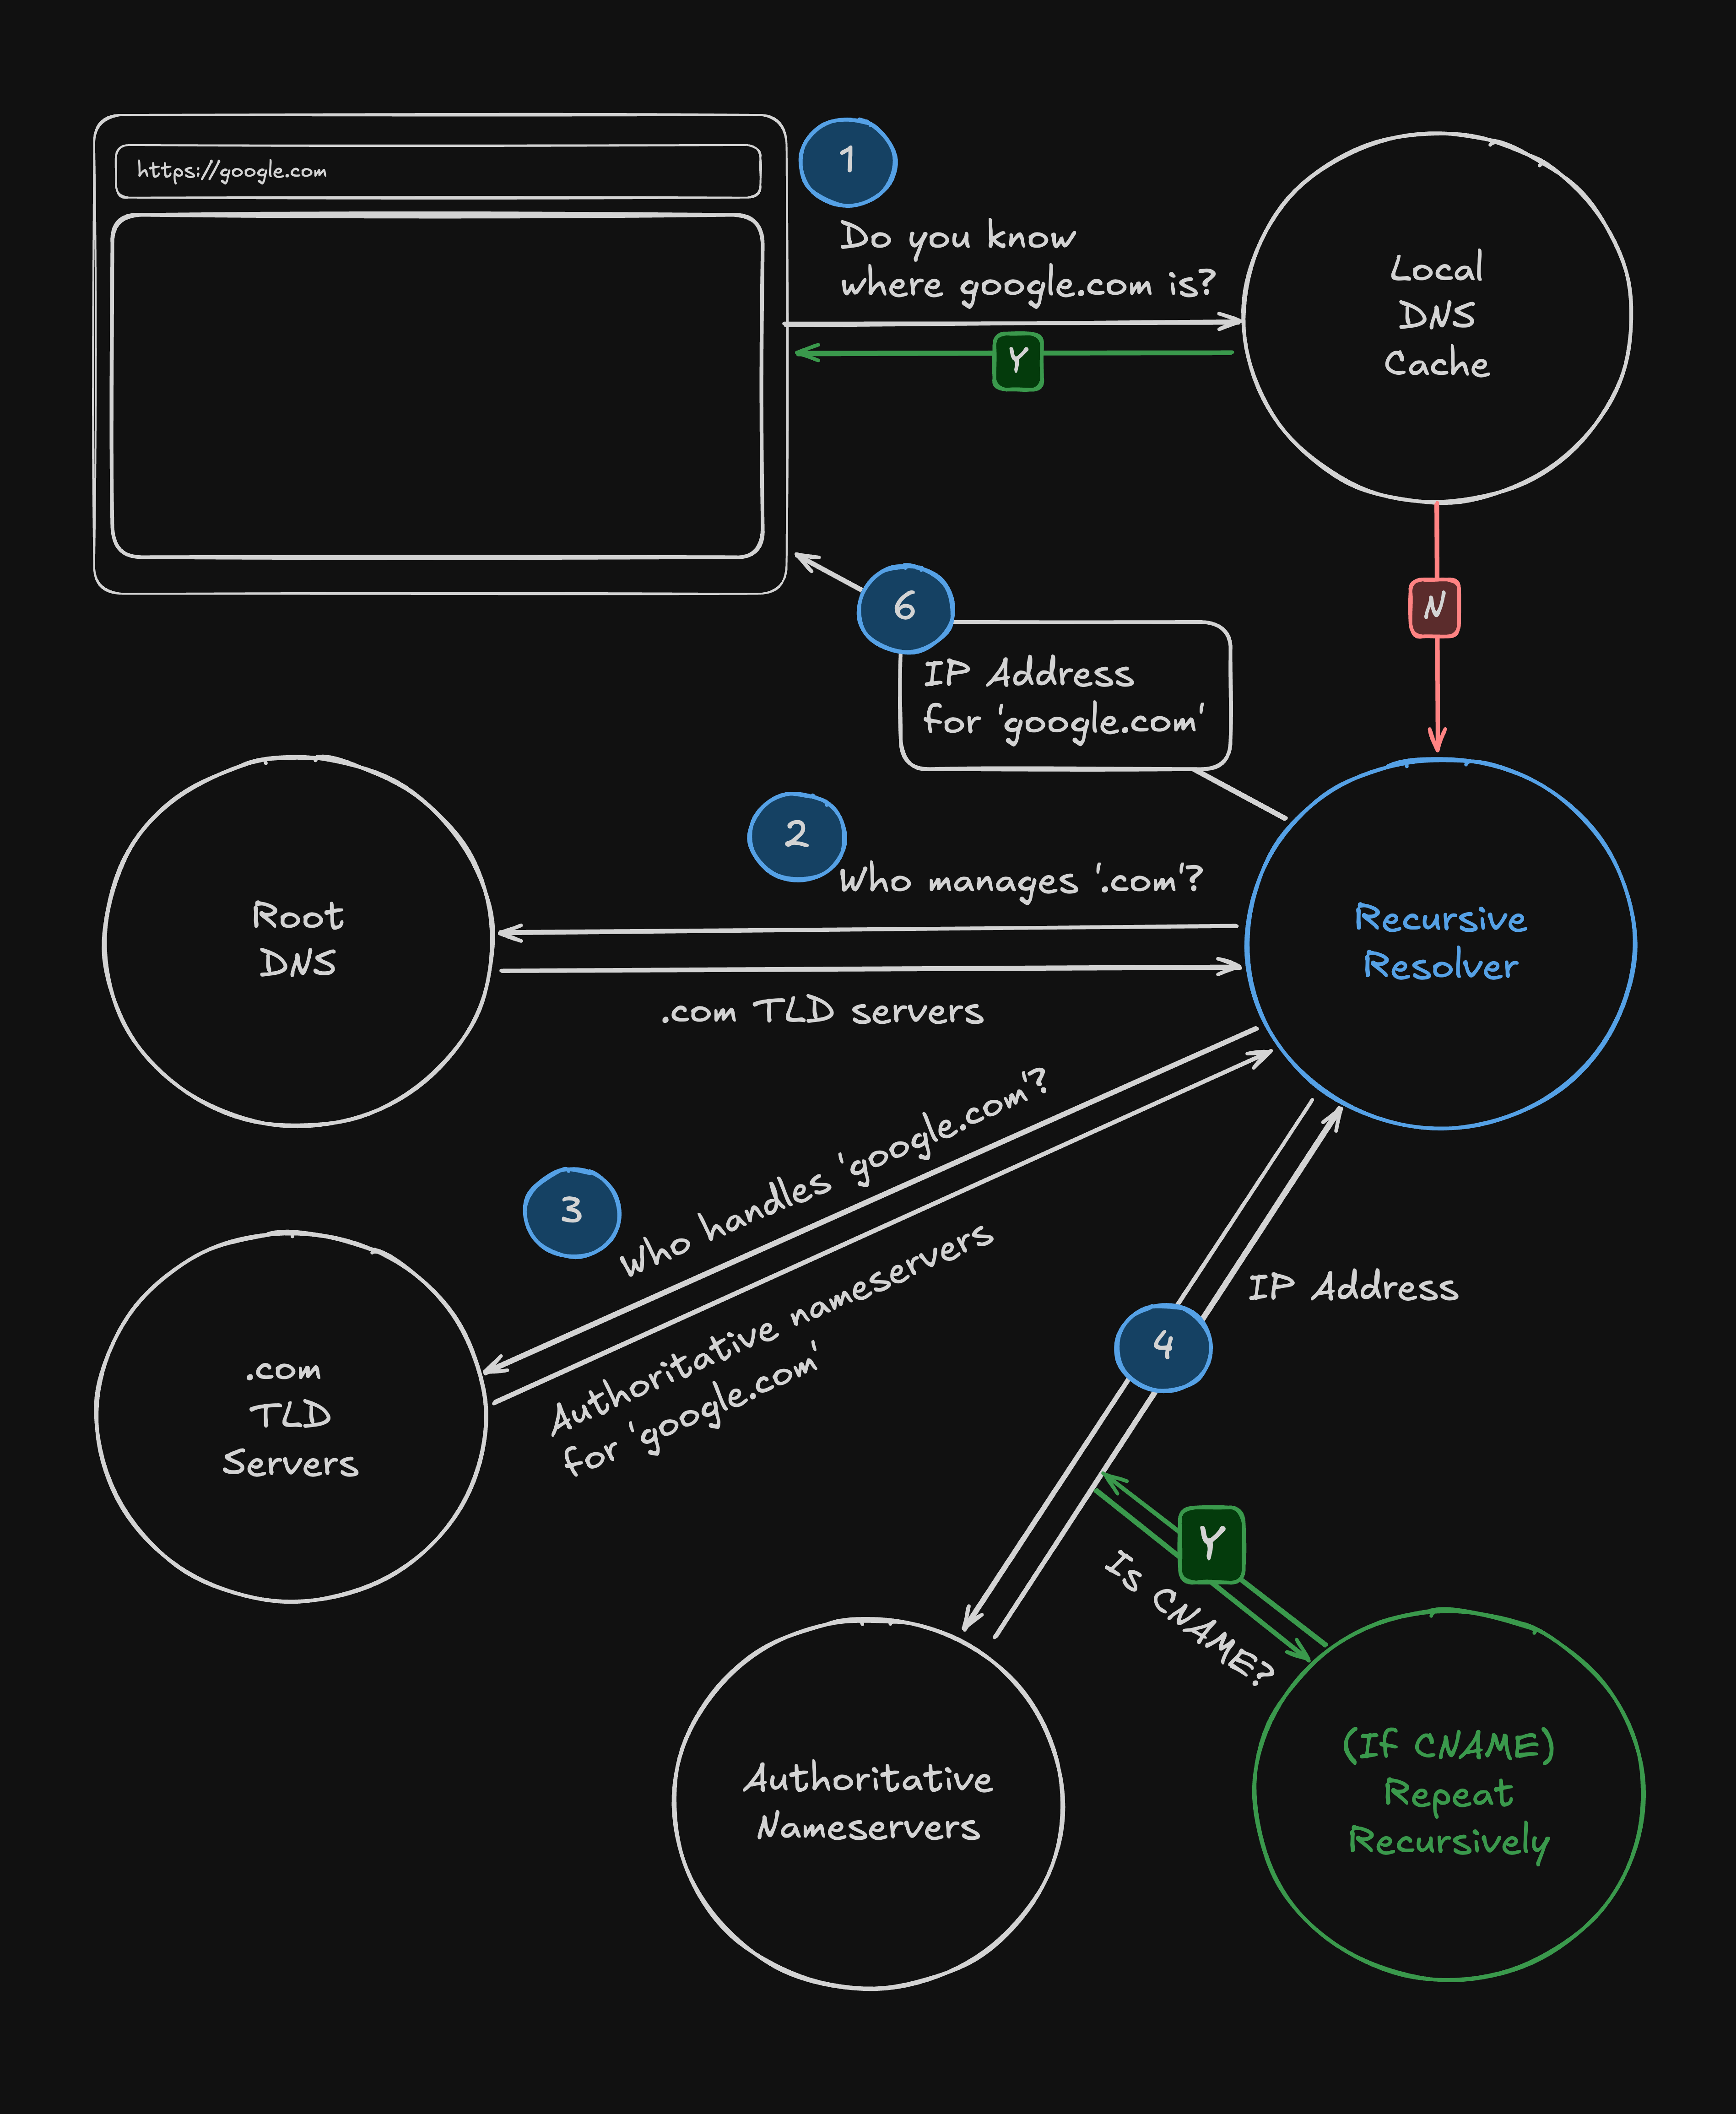 https://google.com
1
Do you know
where google.com is?
Y
Local
DNS
Cache
N
6
IP Address
for 'google.com'
2
Who manages '.com'?
Root
DNS
Recursive
Resolver
.com TLD servers
3
Who handles 'google.com'?
Authoritative nameservers
for 'google.com'
IP Address
4
.com
TLD
Servers
Y
Is CNAME?
Authoritative
Nameservers
(If CNAME)
Repeat
Recursively